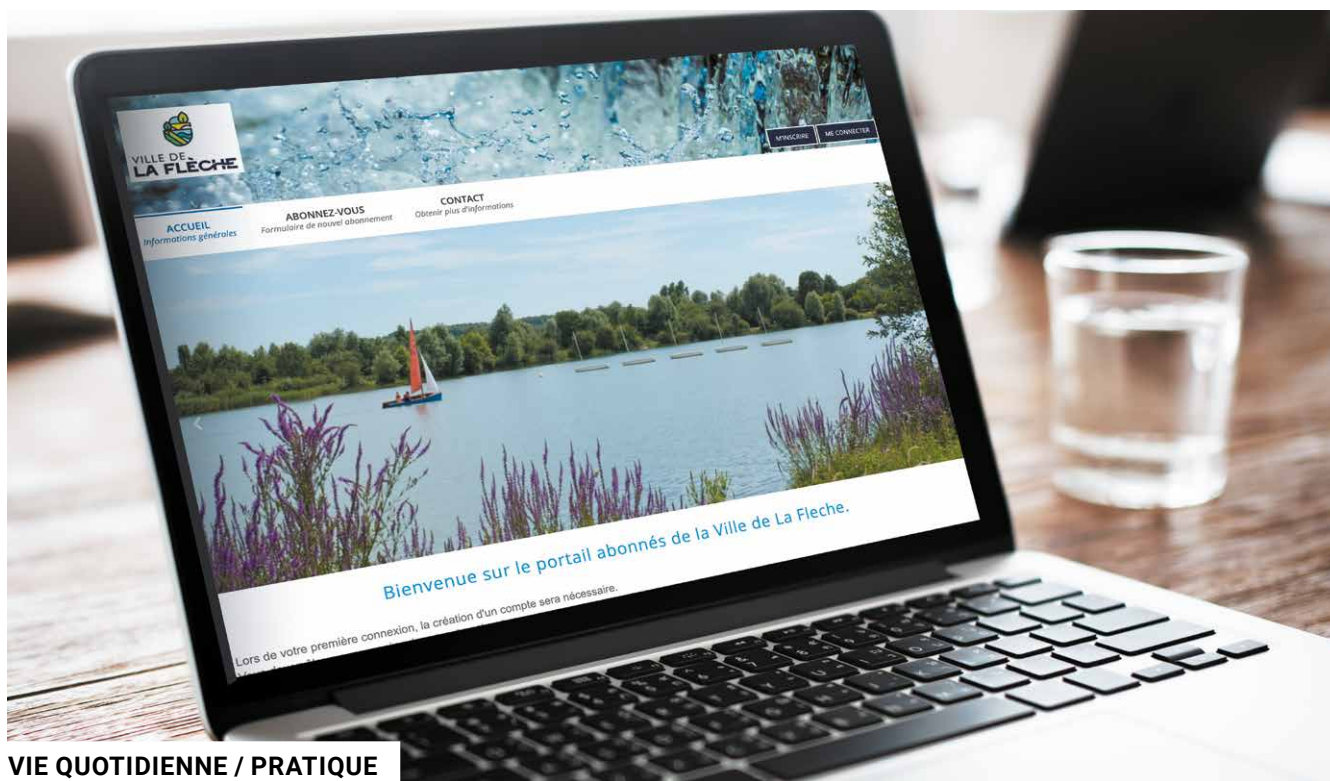 VILLE DE
LA FLÈCHE
M'INSCRIRE
ME CONNECTER
ACCUEIL
Informations générales
ABONNEZ-VOUS
Formulaire de nouvel abonnement
CONTACT
Obtenir plus d'informations
Bienvenue sur le portail abonnés de la Ville de La Fleche.
Lors de votre première connexion, la création d'un compte sera nécessaire.
VIE QUOTIDIENNE / PRATIQUE